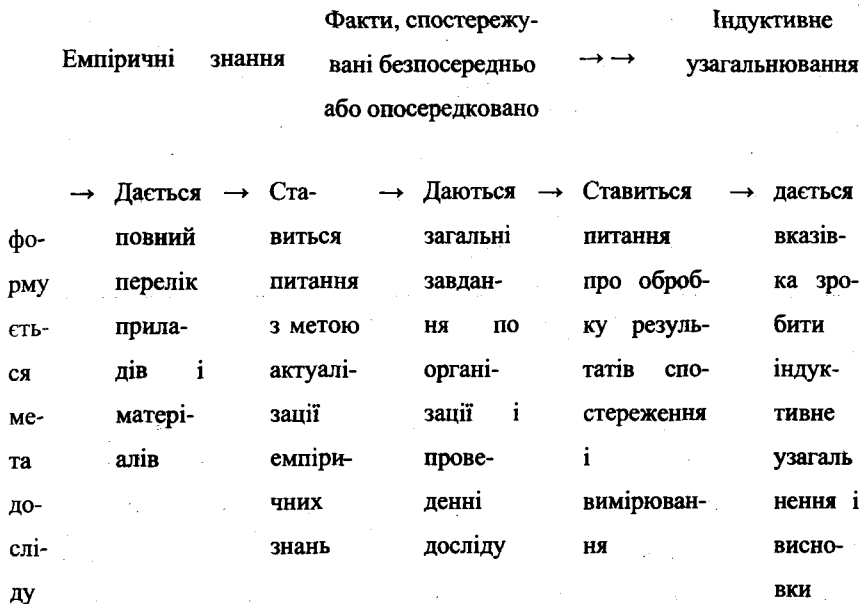 Емпіричні знання
Факти, спостережу-
вані безпосередньо
або опосередковано
→→
Індуктивне
узагальнювання
фо-
рму
єть-
ся
ме-
та
до-
слі-
ду
→ Дається
повний
перелік
прила-
дів і
матері-
алів
→ Ста-
виться
питання
з метою
актуалі-
зації
емпіри-
чних
знань
→ Даються
загальні
завдан-
ня по
органі-
зації і
прове-
денні
досліду
→ Ставиться
питання
про оброб-
ку резуль-
татів спо-
стереження
і
вимірюван-
ня
→ дається
вказів-
ка зро-
бити
індук-
тивне
узагаль
нення і
висно-
вки